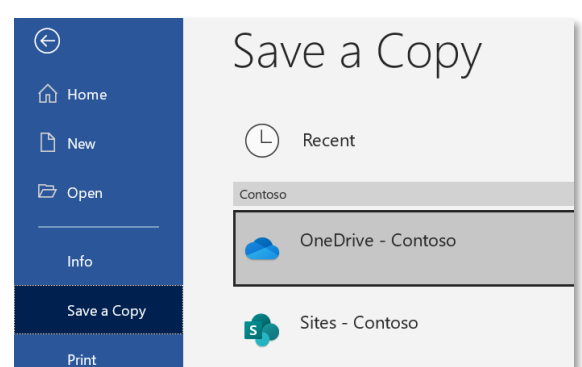 Save a Copy
Home
New
Open
Info
Save a Copy
Print
Recent
Contoso
OneDrive - Contoso
S
Sites - Contoso